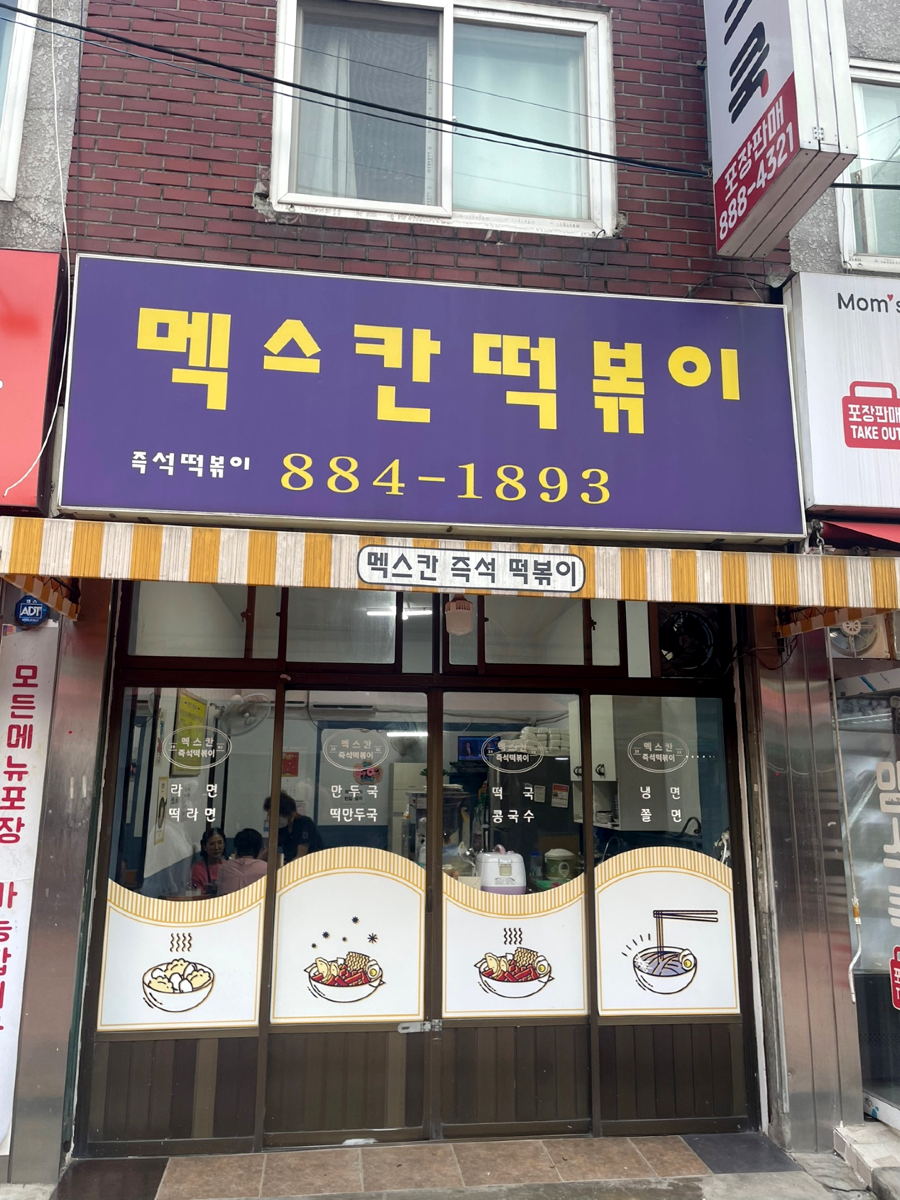 포장판매
888-4321
멕스칸떡볶이
즉석떡볶이 884-1893
Mom's
포장판매
TAKE OUT
멕스칸 즉석 떡볶이
ADT
모든메뉴포장
멕스칸
즉석떡볶이
라면
떡라면
멕스칸
즉석떡볶이
만두국
떡만두국
멕스칸
즉석떡볶이
떡국
콩국수
멕스칸
즉석떡볶이
냉면
쫄면